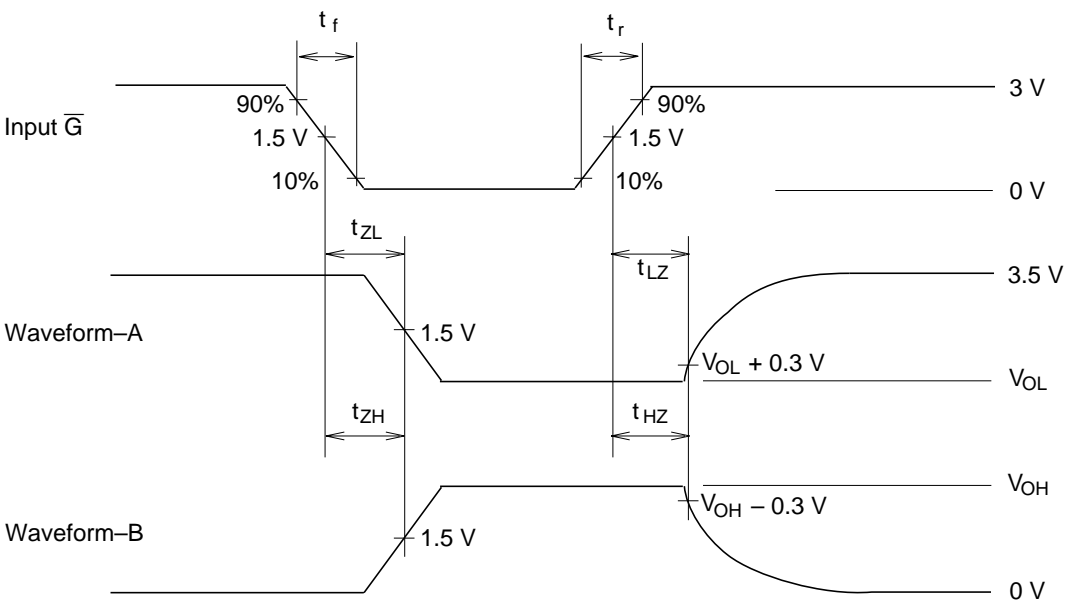 t f
t r
3 V
90%
90%
Input G̅
1.5 V
1.5 V
10%
10%
0 V
tZL
tLZ
3.5 V
Waveform–A
1.5 V
VOL + 0.3 V
VOL
tZH
tHZ
VOH
VOH – 0.3 V
Waveform–B
1.5 V
0 V